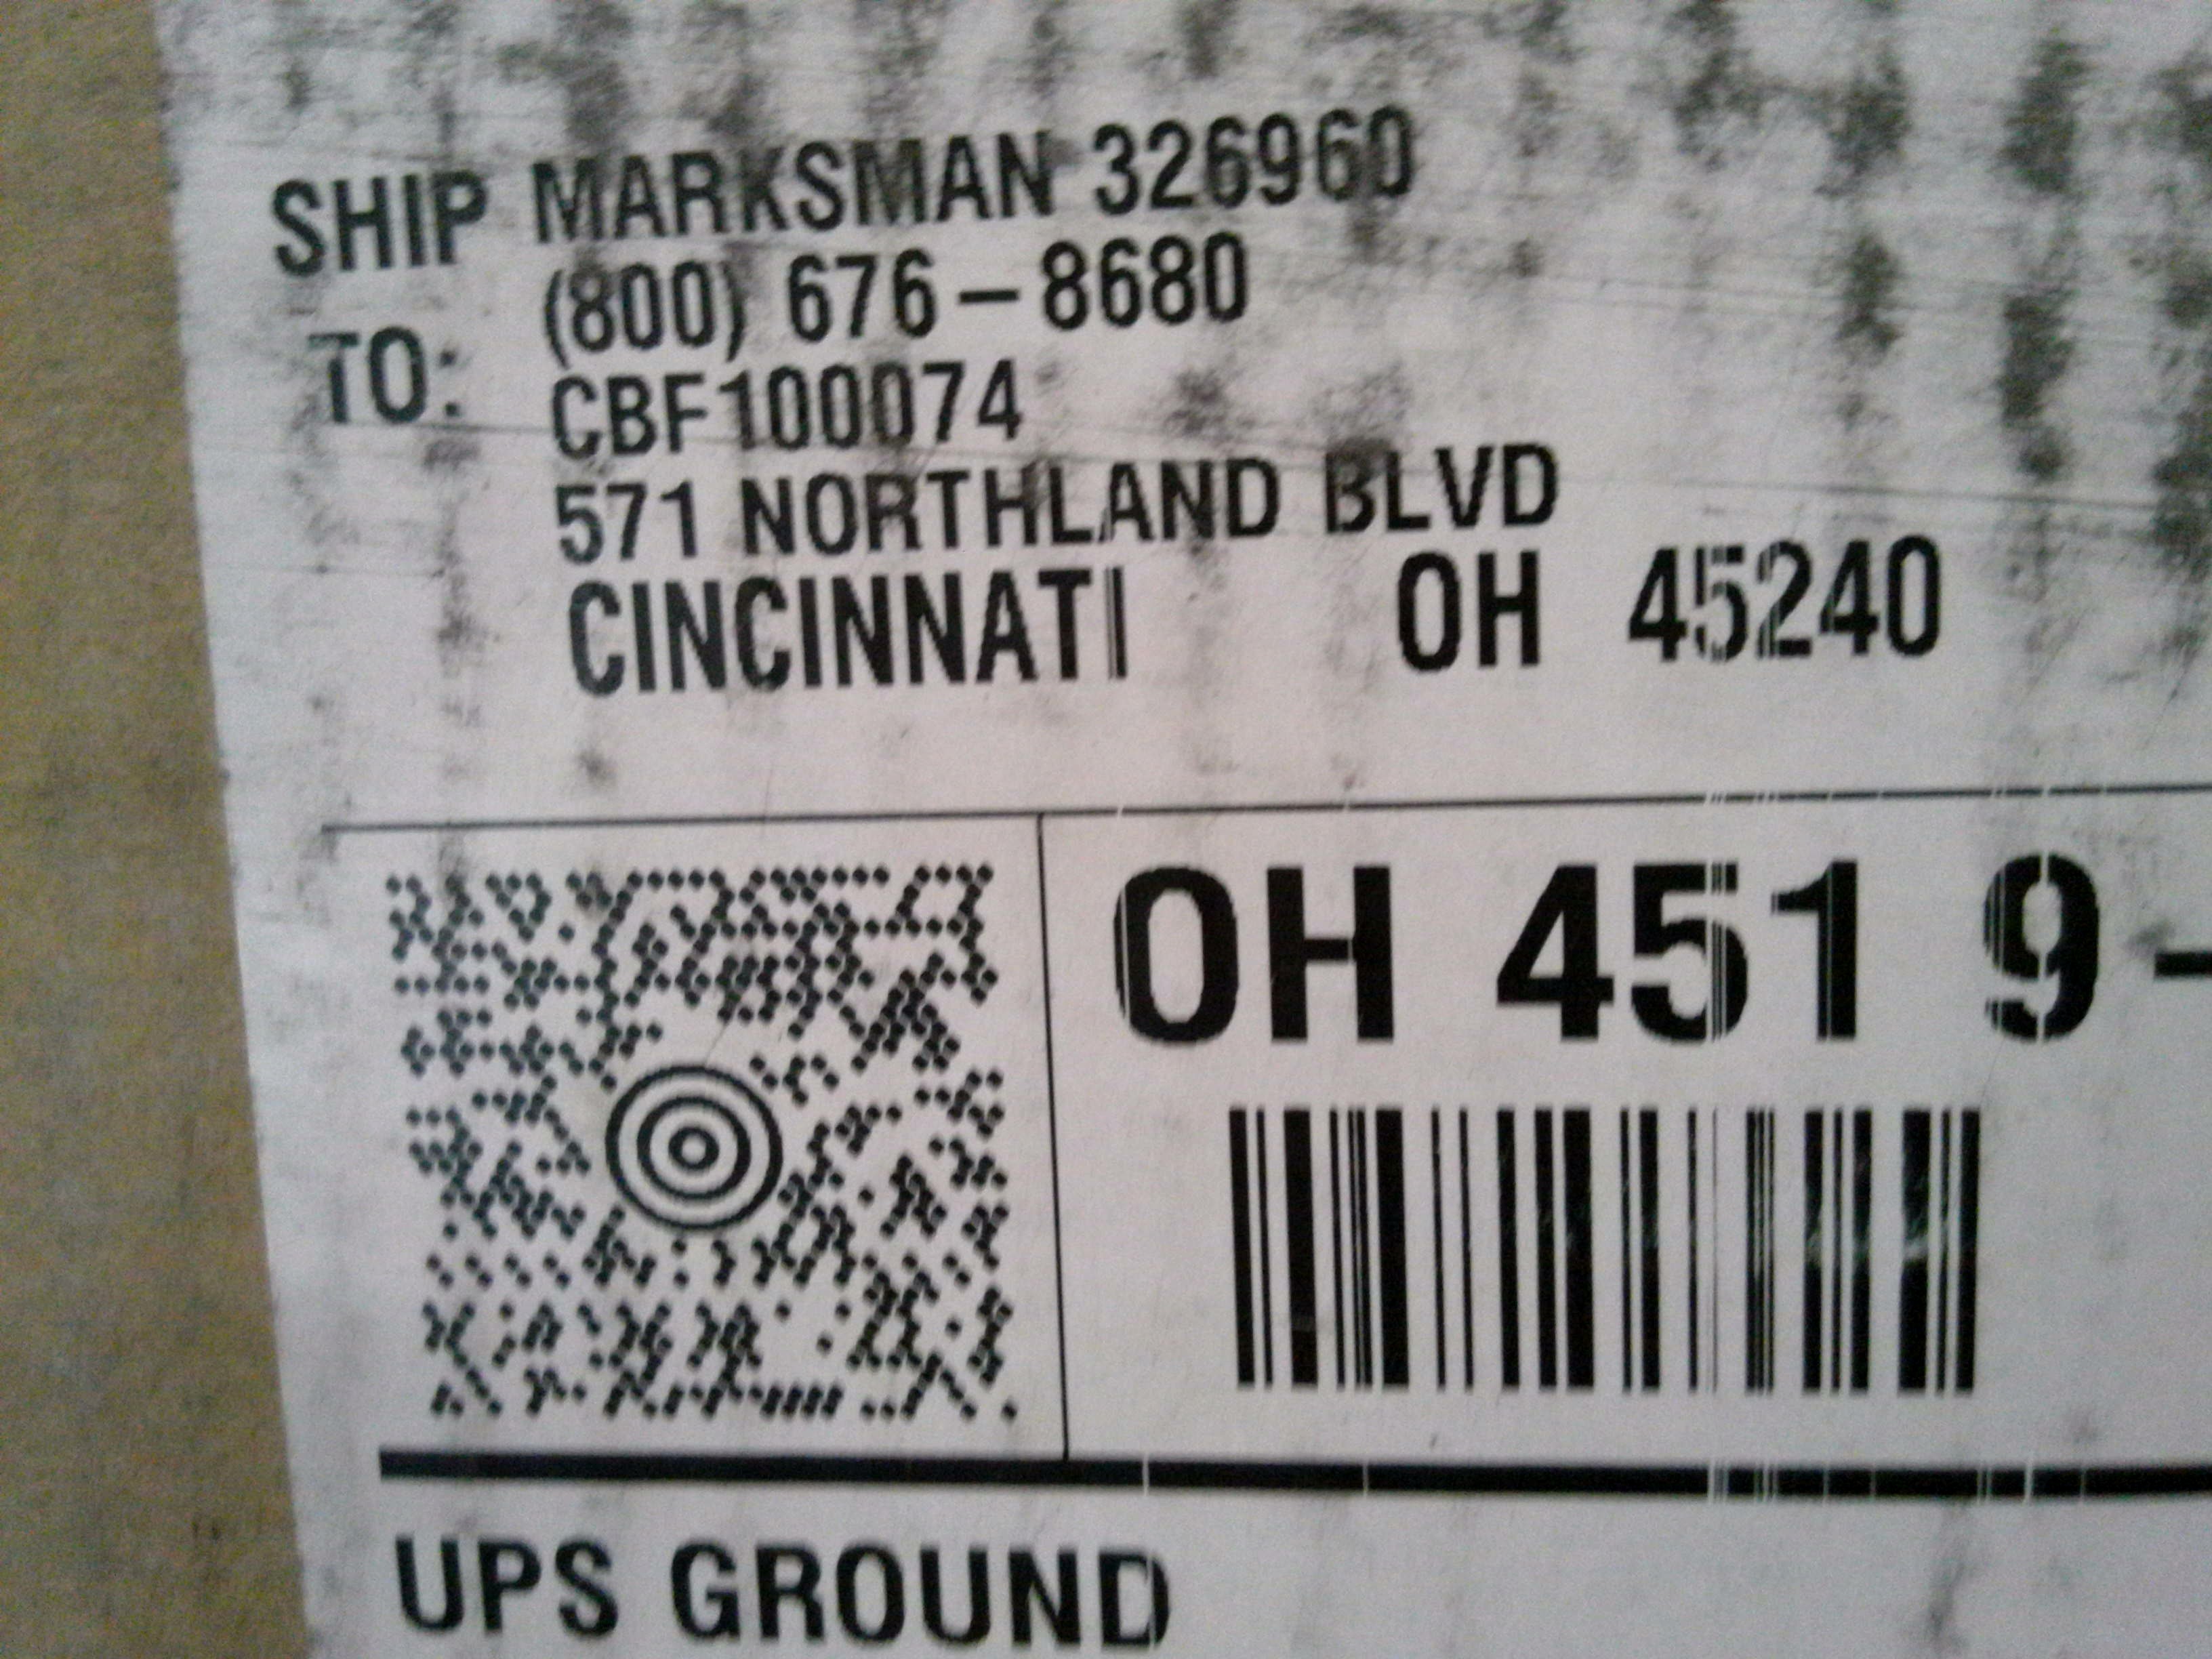 SHIP MARKSMAN 326960
(800) 676-8680
TO:
CBF100074
571 NORTHLAND BLVD
CINCINNATI OH 45240
OH 451 9-
UPS GROUND